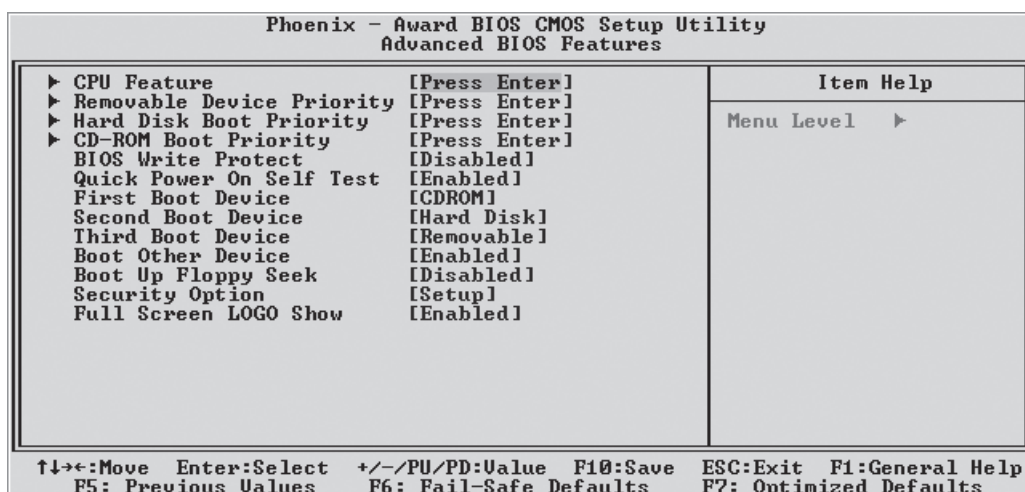 Phoenix - Award BIOS CMOS Setup Utility
Advanced BIOS Features
▶ CPU Feature [Press Enter]
▶ Removable Device Priority [Press Enter]
▶ Hard Disk Boot Priority [Press Enter]
▶ CD-ROM Boot Priority [Press Enter]
BIOS Write Protect [Disabled]
Quick Power On Self Test [Enabled]
First Boot Device [CDROM]
Second Boot Device [Hard Disk]
Third Boot Device [Removable]
Boot Other Device [Enabled]
Boot Up Floppy Seek [Disabled]
Security Option [Setup]
Full Screen LOGO Show [Enabled]
Item Help
Menu Level ▶
↑↓→←:Move Enter:Select +/-/PU/PD:Value F10:Save ESC:Exit F1:General Help
F5: Previous Values F6: Fail-Safe Defaults F7: Optimized Defaults